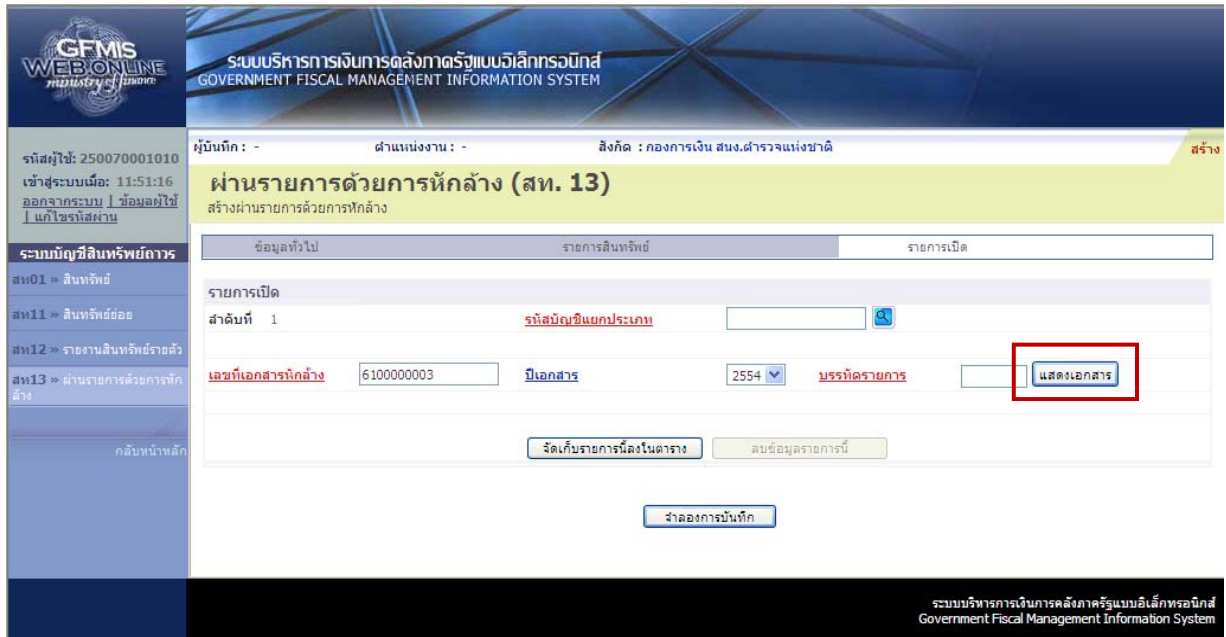 GFMIS
WEB ONLINE
ministry of finance
ระบบบริหารการเงินการคลังภาครัฐแบบอิเล็กทรอนิกส์
GOVERNMENT FISCAL MANAGEMENT INFORMATION SYSTEM
รหัสผู้ใช้: 250070001010
เข้าสู่ระบบเมื่อ: 11:51:16
ออกจากระบบ | ข้อมูลผู้ใช้
| แก้ไขรหัสผ่าน
ระบบบัญชีสินทรัพย์ถาวร
สท01 » สินทรัพย์
สท11 » สินทรัพย์ย่อย
สท12 » รายงานสินทรัพย์รายตัว
สท13 » ผ่านรายการด้วยการหัก
ล้าง
กลับหน้าหลัก
ผู้บันทึก : - ตำแหน่งงาน : - สังกัด : กองการเงิน สนง.ตำรวจแห่งชาติ สร้าง
ผ่านรายการด้วยการหักล้าง (สท. 13)
สร้างผ่านรายการด้วยการหักล้าง
ข้อมูลทั่วไป รายการสินทรัพย์ รายการเปิด
รายการเปิด
ลำดับที่ 1 รหัสบัญชีแยกประเภท
เลขที่เอกสารหักล้าง 6100000003 ปีเอกสาร 2554 บรรทัดรายการ แสดงเอกสาร
จัดเก็บรายการนี้ลงในตาราง ลบข้อมูลรายการนี้
จำลองการบันทึก
ระบบบริหารการเงินการคลังภาครัฐแบบอิเล็กทรอนิกส์
Government Fiscal Management Information System